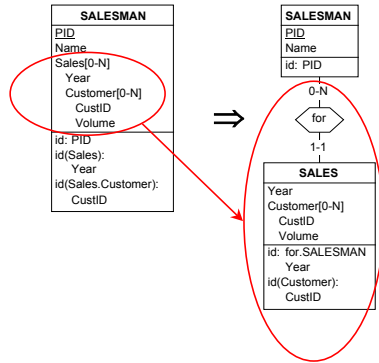 SALESMAN
PID
Name
Sales[0-N]
Year
Customer[0-N]
CustID
Volume
id: PID
id(Sales):
Year
id(Sales.Customer):
CustID
⇒
SALESMAN
PID
Name
id: PID
0-N
for
1-1
SALES
Year
Customer[0-N]
CustID
Volume
id: for.SALESMAN
Year
id(Customer):
CustID